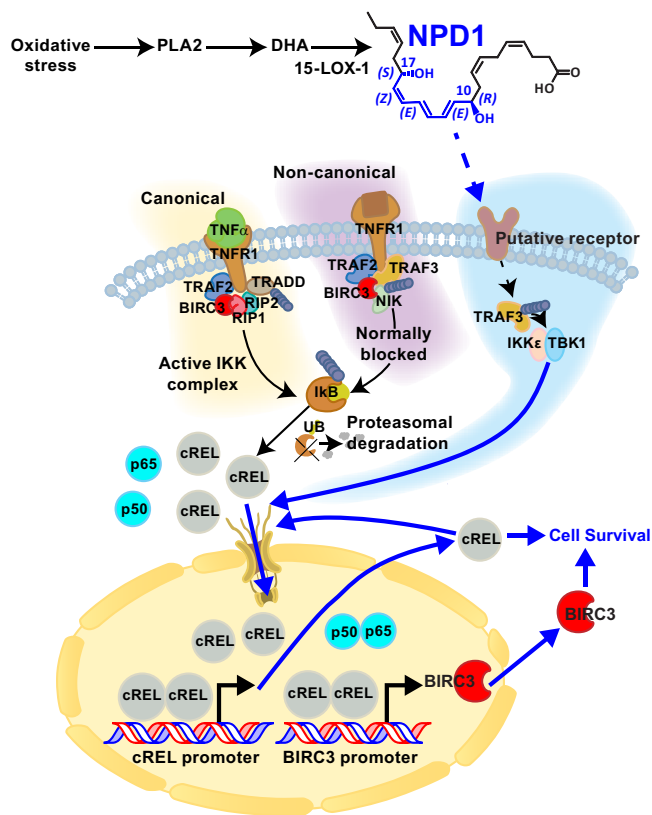 NPD1
Oxidative
stress
PLA2
DHA
15-LOX-1
17
(S)
OH
(Z)
(E)
(E)
10
(R)
OH
HO
O
Non-canonical
Canonical
TNFα
TNFR1
TNFR1
Putative receptor
TRAF2
TRADD
BIRC3
RIP2
RIP1
TRAF2
TRAF3
BIRC3
NIK
TRAF3
IKKε
TBK1
Active IKK
complex
Normally
blocked
IkB
UB
Proteasomal
degradation
cREL
p65
cREL
p50
cREL
cREL
Cell Survival
BIRC3
cREL
cREL
p50
p65
cREL
cREL
cREL
cREL
BIRC3
cREL promoter
BIRC3 promoter